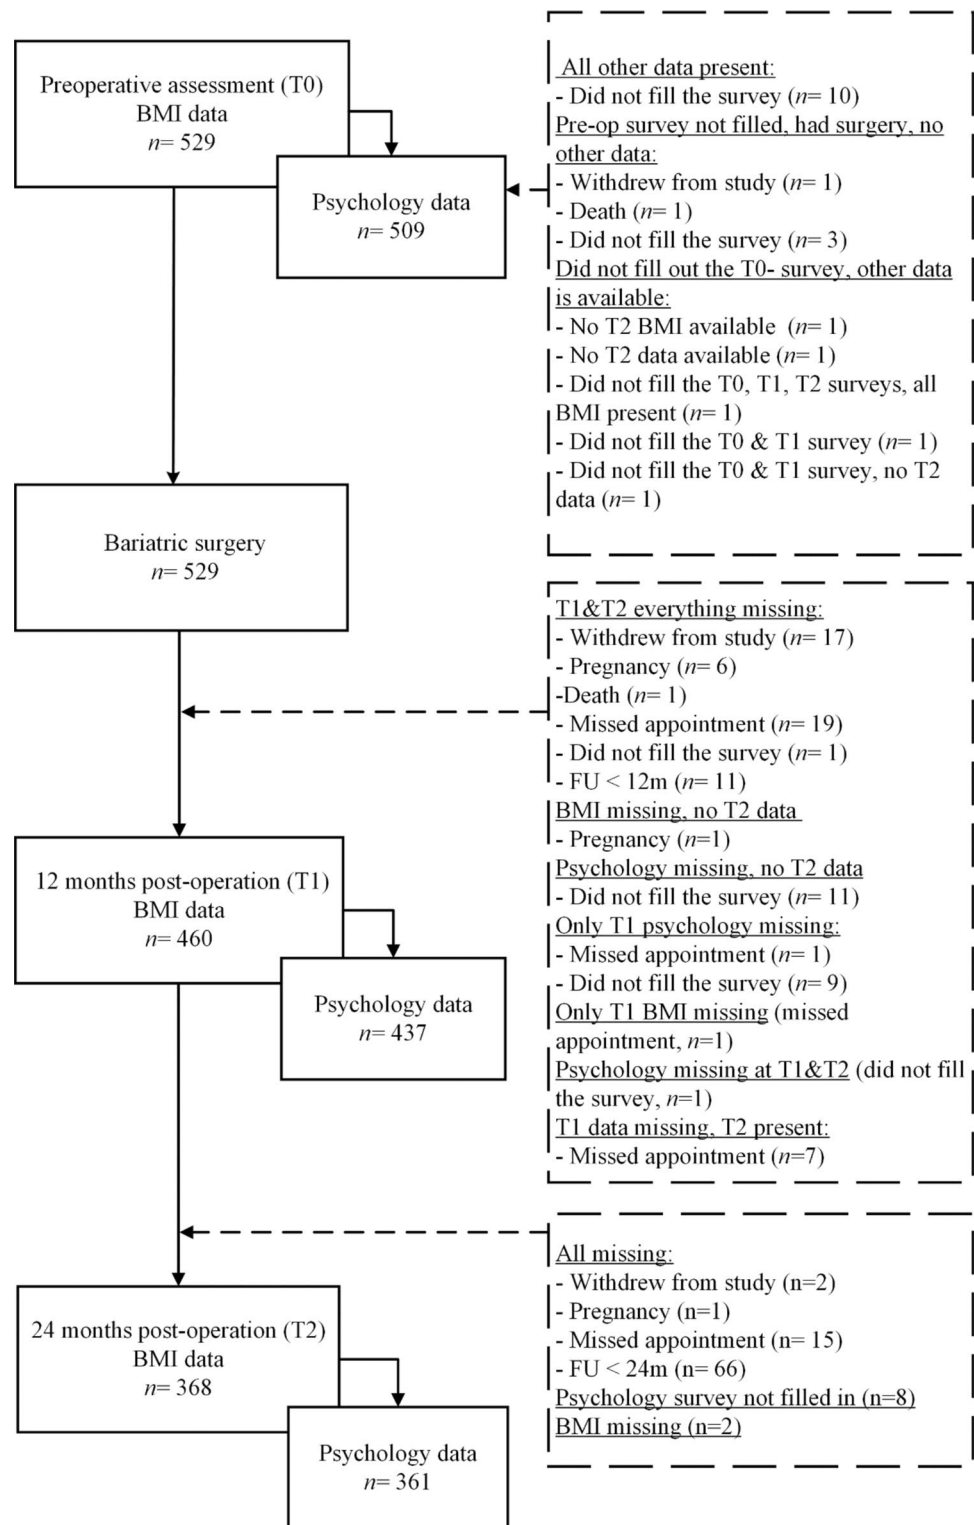 Preoperative assessment (T0)
BMI data
n= 529
Psychology data
n= 509
All other data present:
- Did not fill the survey (n= 10)
Pre-op survey not filled, had surgery, no
other data:
- Withdrew from study (n= 1)
- Death (n= 1)
- Did not fill the survey (n= 3)
Did not fill out the T0- survey, other data
is available:
- No T2 BMI available (n= 1)
- No T2 data available (n= 1)
- Did not fill the T0, T1, T2 surveys, all
BMI present (n= 1)
- Did not fill the T0 & T1 survey (n= 1)
- Did not fill the T0 & T1 survey, no T2
data (n= 1)
Bariatric surgery
n= 529
T1&T2 everything missing:
- Withdrew from study (n= 17)
- Pregnancy (n= 6)
-Death (n= 1)
- Missed appointment (n= 19)
- Did not fill the survey (n= 1)
- FU < 12m (n= 11)
BMI missing, no T2 data
- Pregnancy (n=1)
Psychology missing, no T2 data
- Did not fill the survey (n= 11)
Only T1 psychology missing:
- Missed appointment (n= 1)
- Did not fill the survey (n= 9)
Only T1 BMI missing (missed
appointment, n=1)
Psychology missing at T1&T2 (did not fill
the survey, n=1)
T1 data missing, T2 present:
- Missed appointment (n=7)
12 months post-operation (T1)
BMI data
n= 460
Psychology data
n= 437
All missing:
- Withdrew from study (n=2)
- Pregnancy (n=1)
- Missed appointment (n= 15)
- FU < 24m (n= 66)
Psychology survey not filled in (n=8)
BMI missing (n=2)
24 months post-operation (T2)
BMI data
n= 368
Psychology data
n= 361